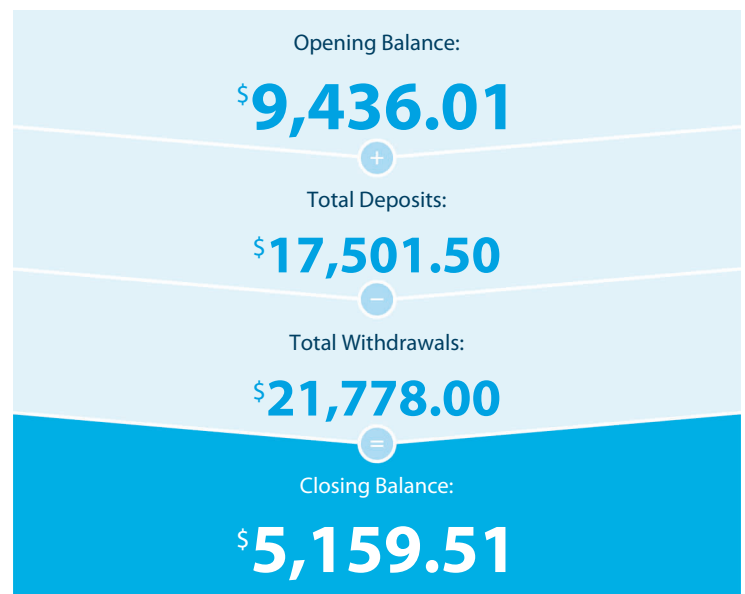 Opening Balance:
$9,436.01
+
Total Deposits:
$17,501.50
−
Total Withdrawals:
$21,778.00
=
Closing Balance:
$5,159.51